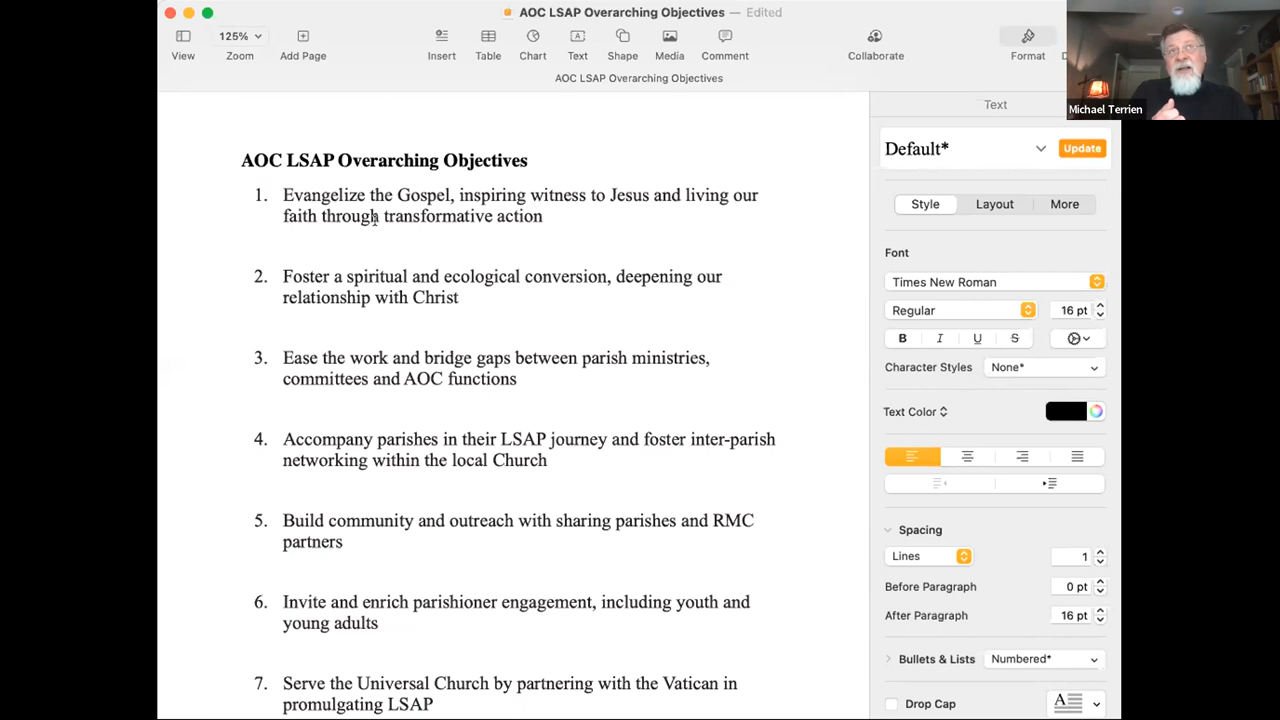 AOC LSAP Overarching Objectives — Edited
125%
View Zoom Add Page Insert Table Chart Text Shape Media Comment Collaborate Format
AOC LSAP Overarching Objectives
Michael Terrien
AOC LSAP Overarching Objectives
1. Evangelize the Gospel, inspiring witness to Jesus and living our
faith through transformative action
2. Foster a spiritual and ecological conversion, deepening our
relationship with Christ
3. Ease the work and bridge gaps between parish ministries,
committees and AOC functions
4. Accompany parishes in their LSAP journey and foster inter-parish
networking within the local Church
5. Build community and outreach with sharing parishes and RMC
partners
6. Invite and enrich parishioner engagement, including youth and
young adults
7. Serve the Universal Church by partnering with the Vatican in
promulgating LSAP
Text
Default*
Update
Style Layout More
Font
Times New Roman
Regular 16 pt
B I U S
Character Styles None*
Text Color
Spacing
Lines 1
Before Paragraph 0 pt
After Paragraph 16 pt
Bullets & Lists Numbered*
Drop Cap A